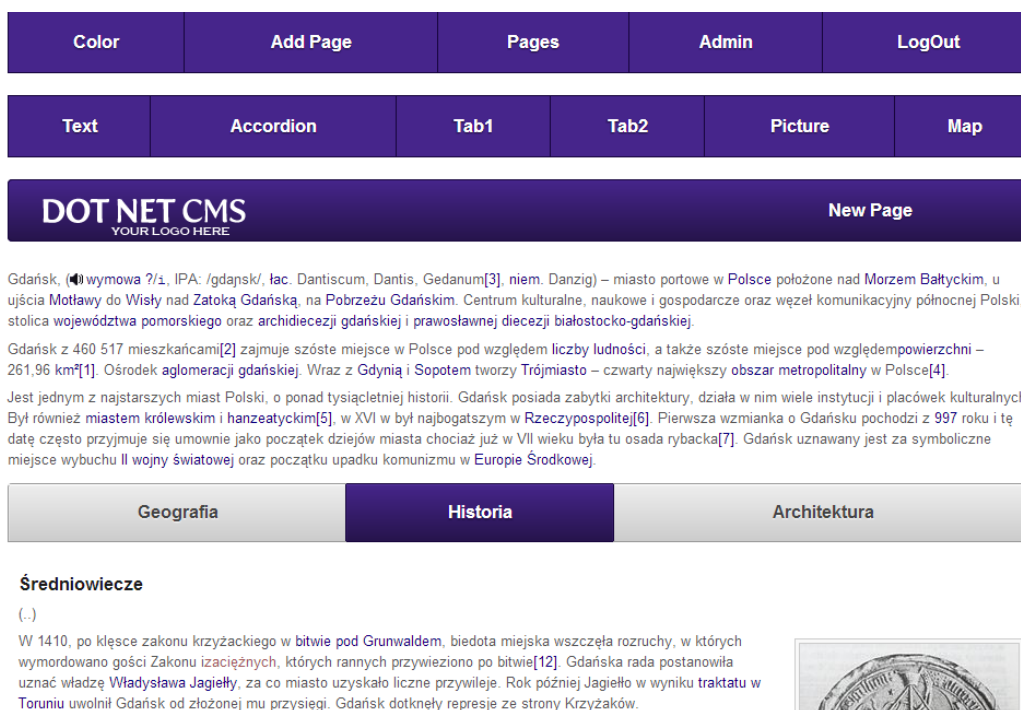 Color Add Page Pages Admin LogOut
Text Accordion Tab1 Tab2 Picture Map
DOT NET CMS New Page
YOUR LOGO HERE
Gdańsk, (wymowa ?/i, IPA: /gdaɲsk/, łac. Dantiscum, Dantis, Gedanum[3], niem. Danzig) – miasto portowe w Polsce położone nad Morzem Bałtyckim, u
ujścia Motławy do Wisły nad Zatoką Gdańską, na Pobrzeżu Gdańskim. Centrum kulturalne, naukowe i gospodarcze oraz węzeł komunikacyjny północnej Polski
stolica województwa pomorskiego oraz archidiecezji gdańskiej i prawosławnej diecezji białostocko-gdańskiej.
Gdańsk z 460 517 mieszkańcami[2] zajmuje szóste miejsce w Polsce pod względem liczby ludności, a także szóste miejsce pod względempowierzchni –
261,96 km²[1]. Ośrodek aglomeracji gdańskiej. Wraz z Gdynią i Sopotem tworzy Trójmiasto – czwarty największy obszar metropolitalny w Polsce[4].
Jest jednym z najstarszych miast Polski, o ponad tysiącletniej historii. Gdańsk posiada zabytki architektury, działa w nim wiele instytucji i placówek kulturalnych
Był również miastem królewskim i hanzeatyckim[5], w XVI w był najbogatszym w Rzeczypospolitej[6]. Pierwsza wzmianka o Gdańsku pochodzi z 997 roku i tę
datę często przyjmuje się umownie jako początek dziejów miasta chociaż już w VII wieku była tu osada rybacka[7]. Gdańsk uznawany jest za symboliczne
miejsce wybuchu II wojny światowej oraz początku upadku komunizmu w Europie Środkowej.
Geografia Historia Architektura
Średniowiecze
(..)
W 1410, po klęsce zakonu krzyżackiego w bitwie pod Grunwaldem, biedota miejska wszczęła rozruchy, w których
wymordowano gości Zakonu izaciężnych, których rannych przywieziono po bitwie[12]. Gdańska rada postanowiła
uznać władzę Władysława Jagiełły, za co miasto uzyskało liczne przywileje. Rok później Jagiełło w wyniku traktatu w
Toruniu uwolnił Gdańsk od złożonej mu przysięgi. Gdańsk dotknęły represje ze strony Krzyżaków.